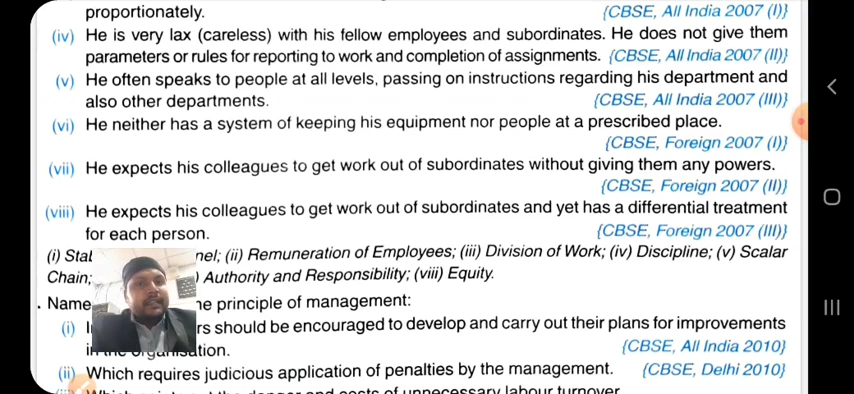 proportionately. {CBSE, All India 2007 (I)}
(iv) He is very lax (careless) with his fellow employees and subordinates. He does not give them
parameters or rules for reporting to work and completion of assignments. {CBSE, All India 2007 (II)}
(v) He often speaks to people at all levels, passing on instructions regarding his department and
also other departments. {CBSE, All India 2007 (III)}
(vi) He neither has a system of keeping his equipment nor people at a prescribed place.
{CBSE, Foreign 2007 (I)}
(vii) He expects his colleagues to get work out of subordinates without giving them any powers.
{CBSE, Foreign 2007 (II)}
(viii) He expects his colleagues to get work out of subordinates and yet has a differential treatment
for each person. {CBSE, Foreign 2007 (III)}
(i) nel; (ii) Remuneration of Employees; (iii) Division of Work; (iv) Discipline; (v) Scalar
Chain; ) Authority and Responsibility; (viii) Equity.
. Name principle of management:
(i) should be encouraged to develop and carry out their plans for improvements
{CBSE, All India 2010}
(ii) Which requires judicious application of penalties by the management. {CBSE, Delhi 2010}
costs of unnecessary labour turnover